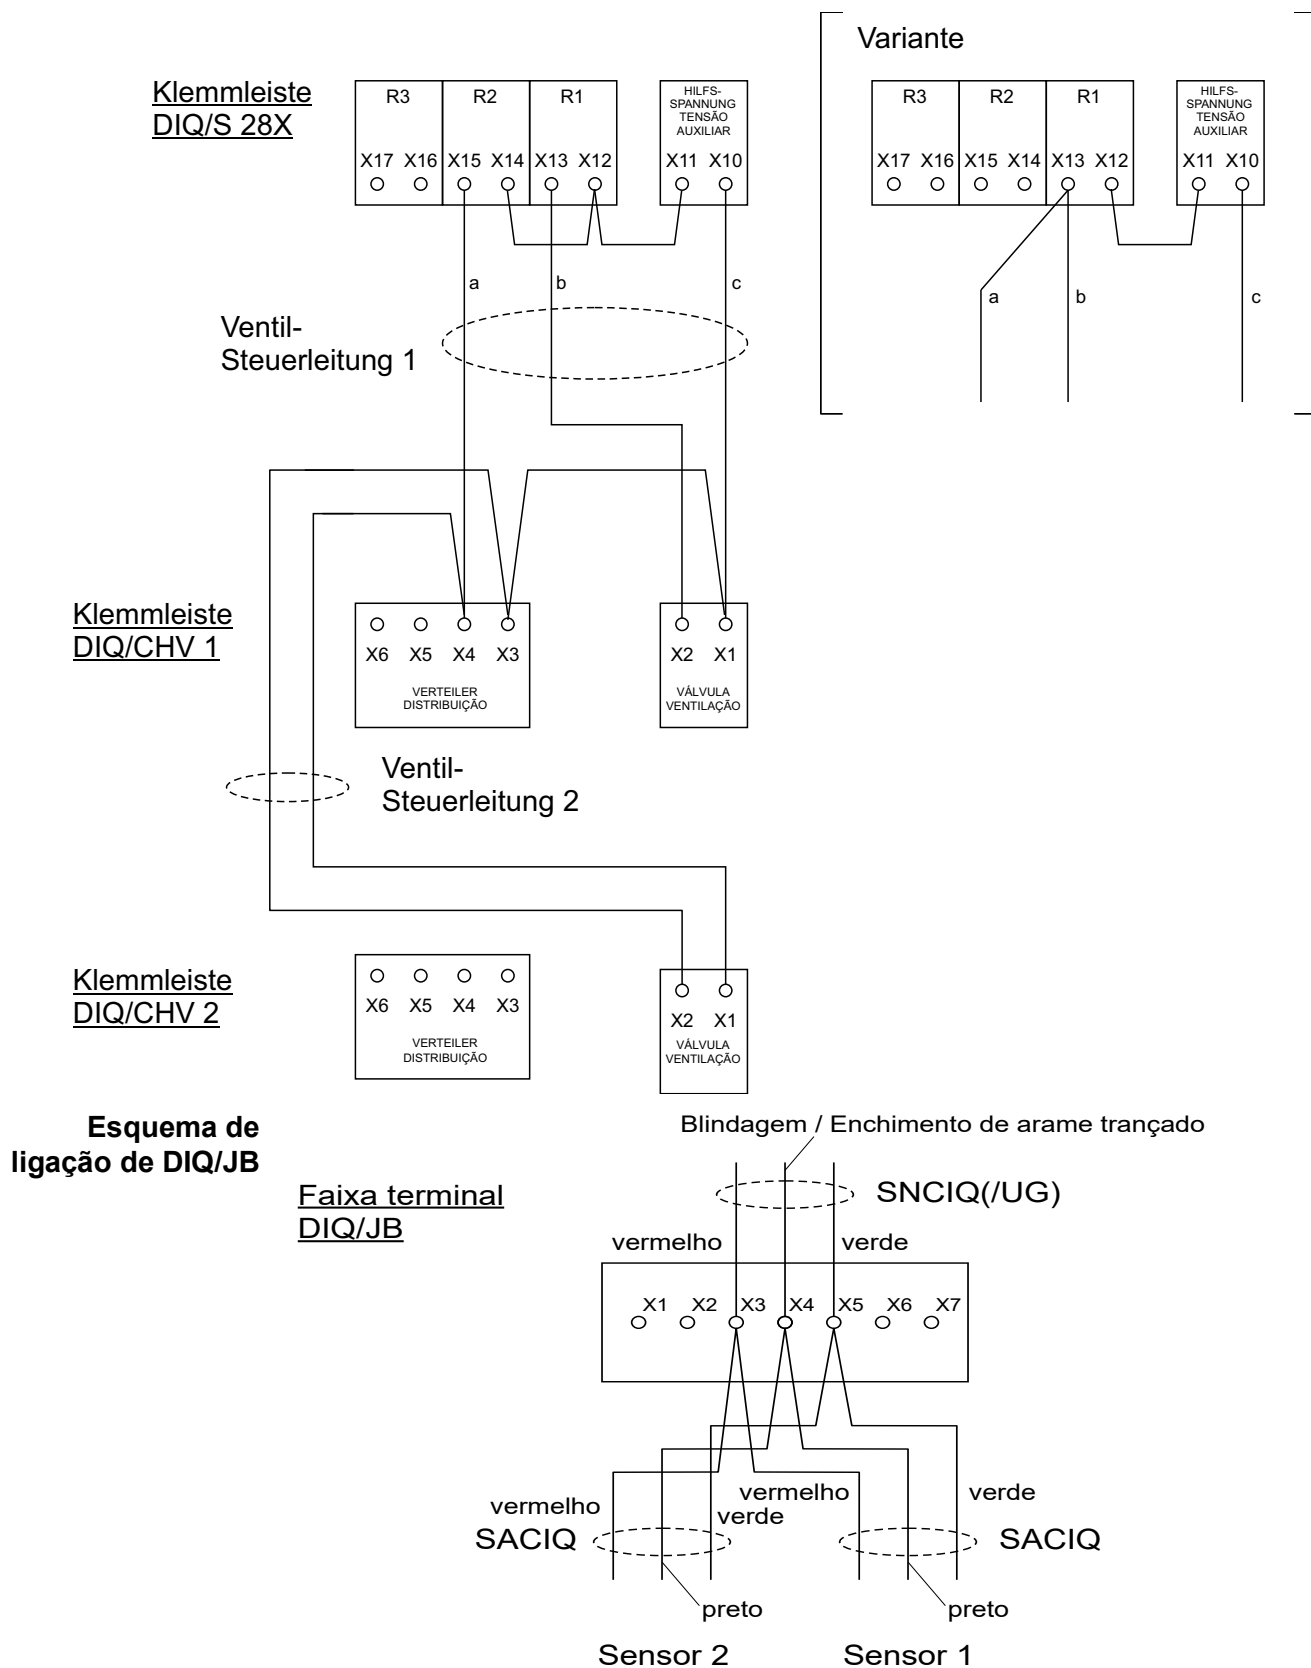 Variante
Klemmleiste
DIQ/S 28X
R3 R2 R1
HILFS-
SPANNUNG
TENSÃO
AUXILIAR
X17 X16 X15 X14 X13 X12 X11 X10
R3 R2 R1
HILFS-
SPANNUNG
TENSÃO
AUXILIAR
X17 X16 X15 X14 X13 X12 X11 X10
a b c
a b c
Ventil-
Steuerleitung 1
Klemmleiste
DIQ/CHV 1
X6 X5 X4 X3
VERTEILER
DISTRIBUIÇÃO
X2 X1
VÁLVULA
VENTILAÇÃO
Ventil-
Steuerleitung 2
Klemmleiste
DIQ/CHV 2
X6 X5 X4 X3
VERTEILER
DISTRIBUIÇÃO
X2 X1
VÁLVULA
VENTILAÇÃO
Esquema de
ligação de DIQ/JB
Blindagem / Enchimento de arame trançado
Faixa terminal
DIQ/JB
SNCIQ(/UG)
vermelho verde
X1 X2 X3 X4 X5 X6 X7
vermelho verde vermelho verde
SACIQ SACIQ
preto preto
Sensor 2 Sensor 1